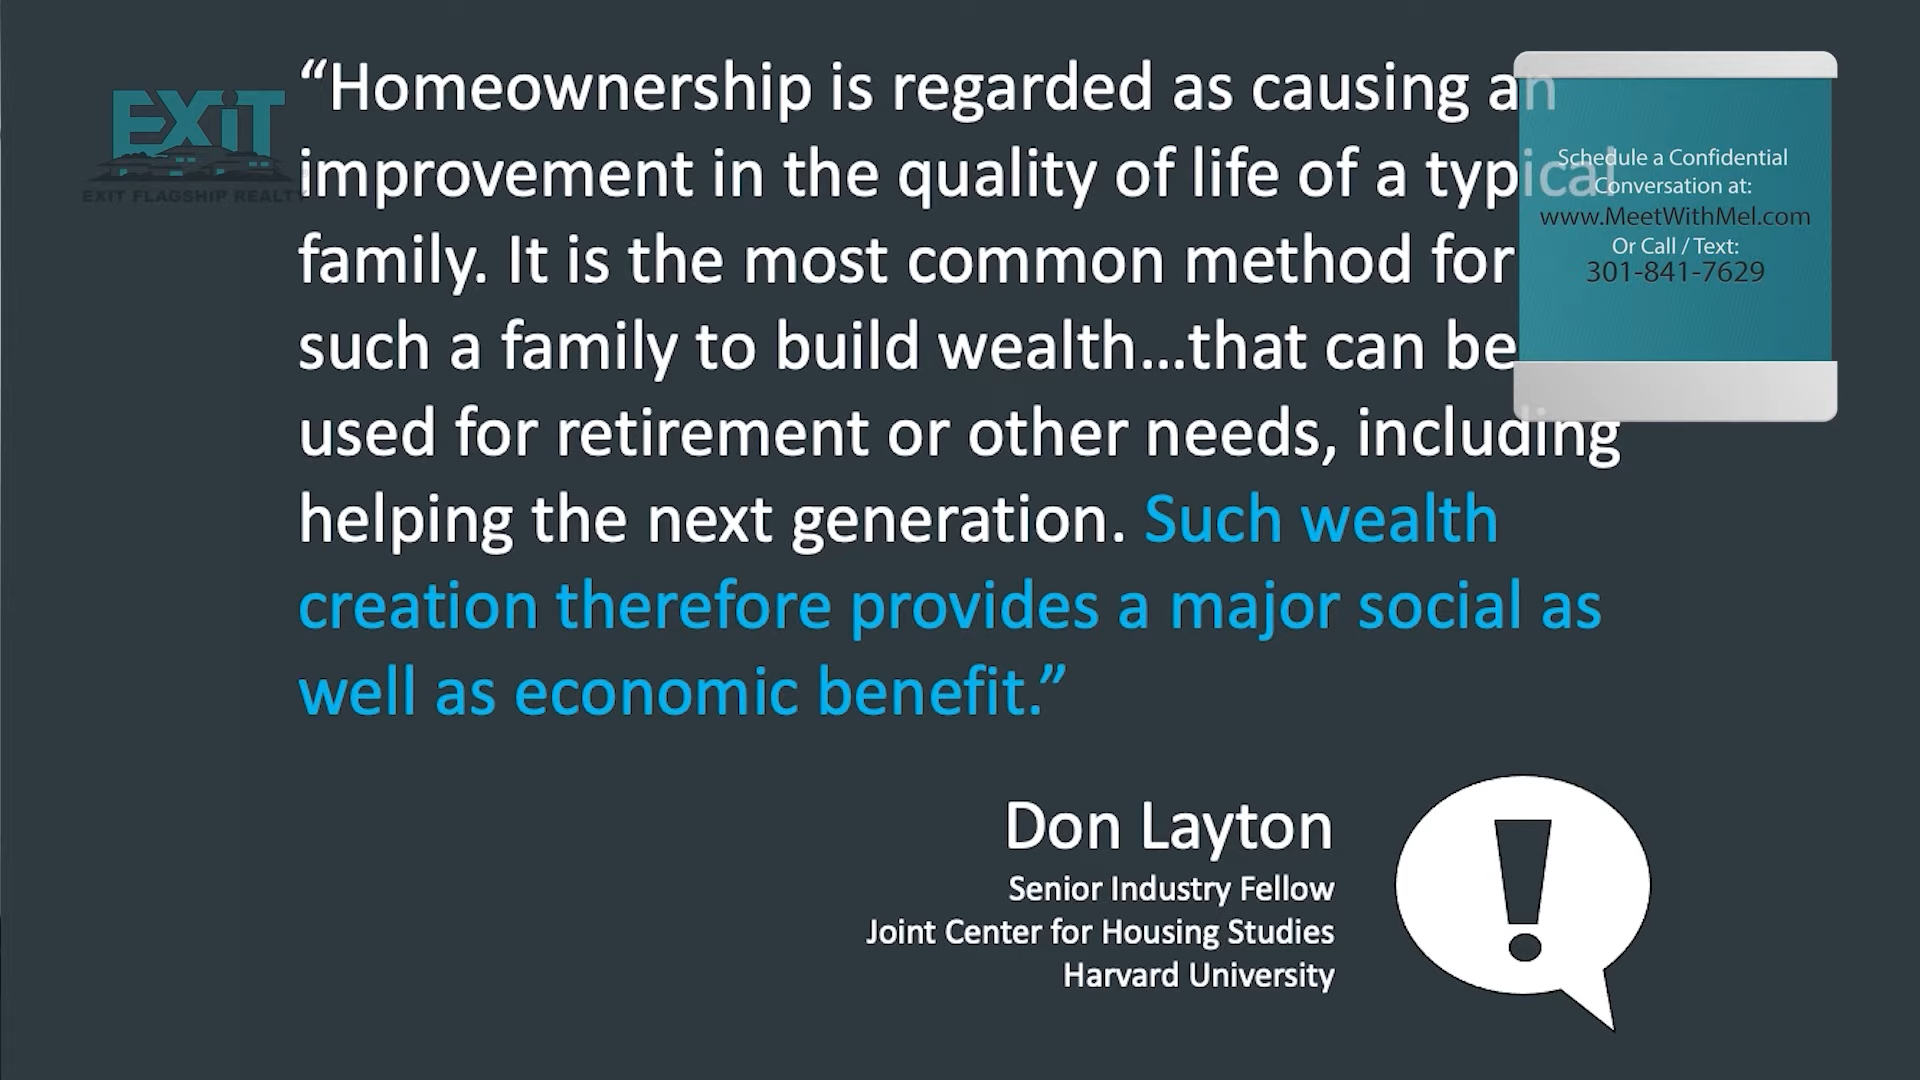 EXIT
EXIT FLAGSHIP REALTY
“Homeownership is regarded as causing an
improvement in the quality of life of a typical
family. It is the most common method for
such a family to build wealth...that can be
used for retirement or other needs, including
helping the next generation. Such wealth
creation therefore provides a major social as
well as economic benefit.”
Don Layton
Senior Industry Fellow
Joint Center for Housing Studies
Harvard University
Schedule a Confidential
Conversation at:
www.MeetWithMel.com
Or Call / Text:
301-841-7629